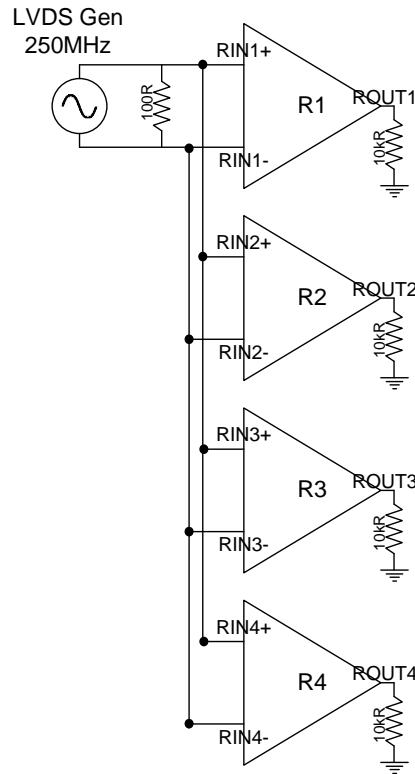 LVDS Gen
250MHz
100R
RIN1+
R1
RIN1-
ROUT1
10kR
RIN2+
R2
RIN2-
ROUT2
10kR
RIN3+
R3
RIN3-
ROUT3
10kR
RIN4+
R4
RIN4-
ROUT4
10kR